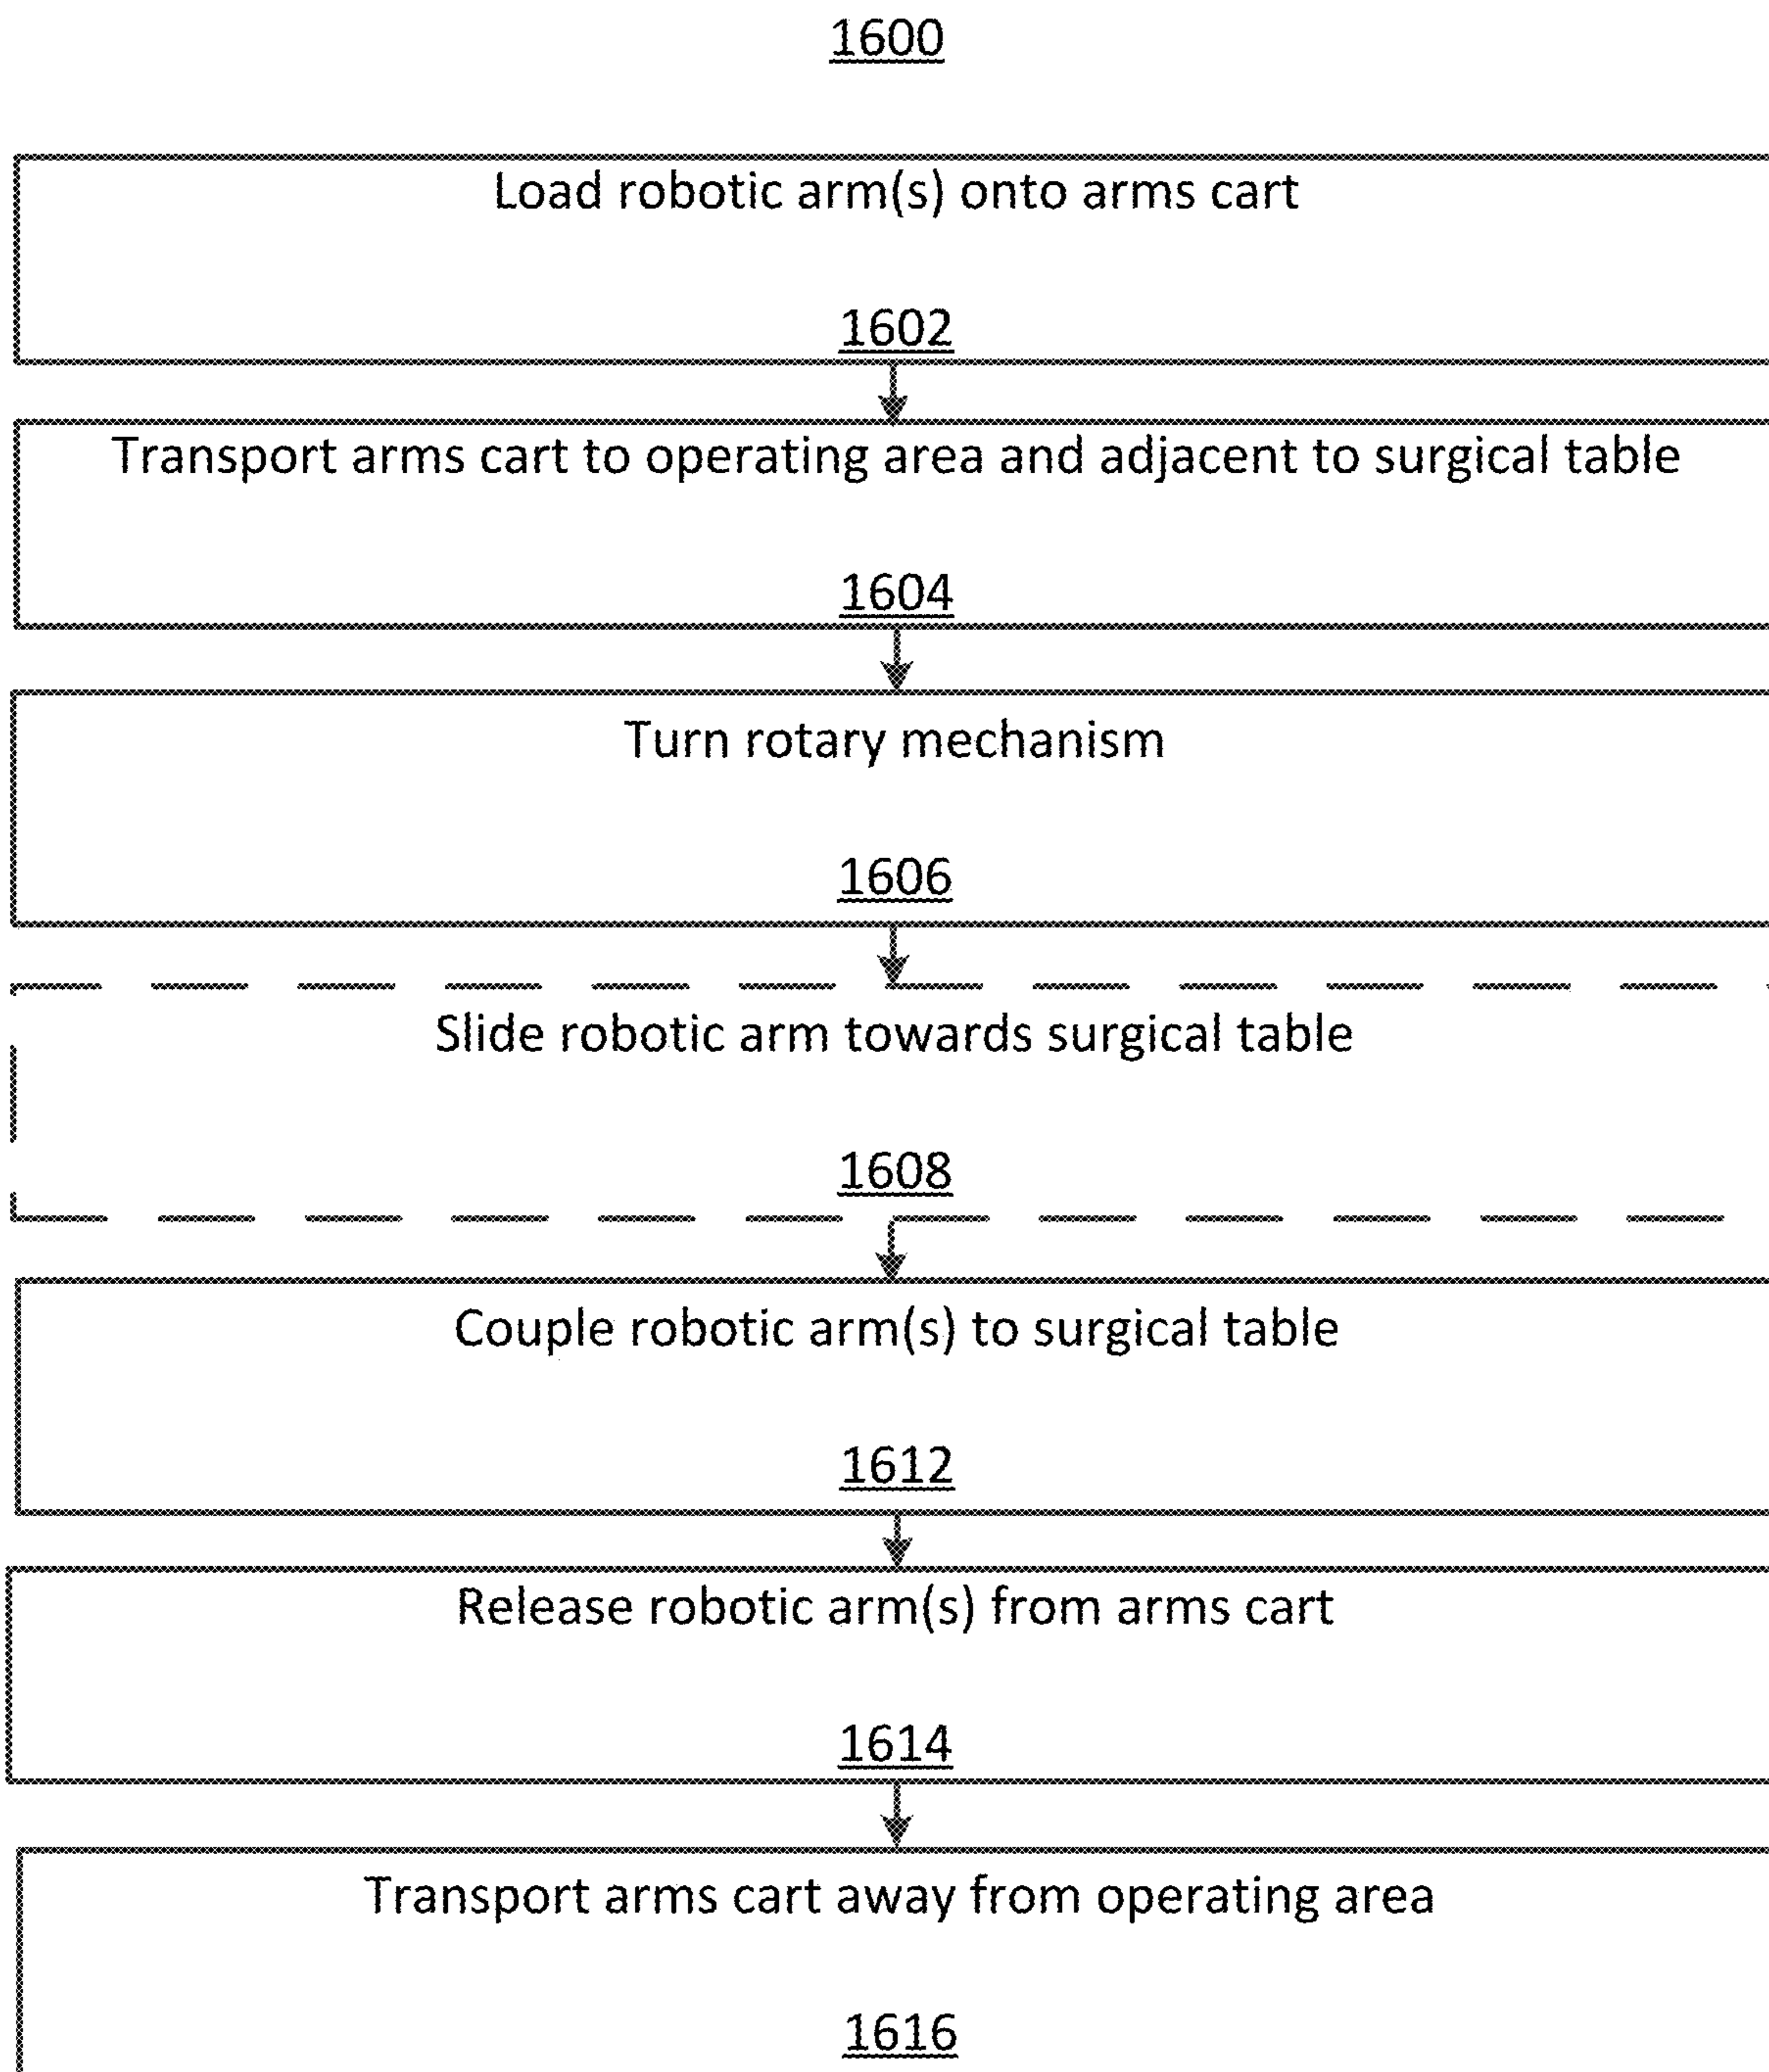 1600
Load robotic arm(s) onto arms cart
1602
Transport arms cart to operating area and adjacent to surgical table
1604
Turn rotary mechanism
1606
Slide robotic arm towards surgical table
1608
Couple robotic arm(s) to surgical table
1612
Release robotic arm(s) from arms cart
1614
Transport arms cart away from operating area
1616